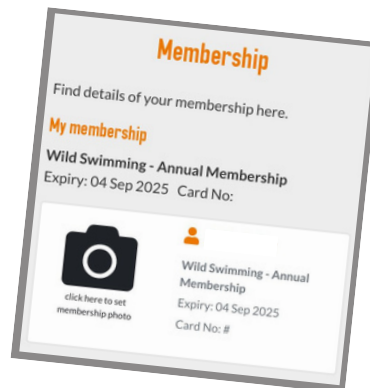 Membership
Find details of your membership here.
My membership
Wild Swimming - Annual Membership
Expiry: 04 Sep 2025 Card No:
click here to set
membership photo
Wild Swimming - Annual
Membership
Expiry: 04 Sep 2025
Card No: #